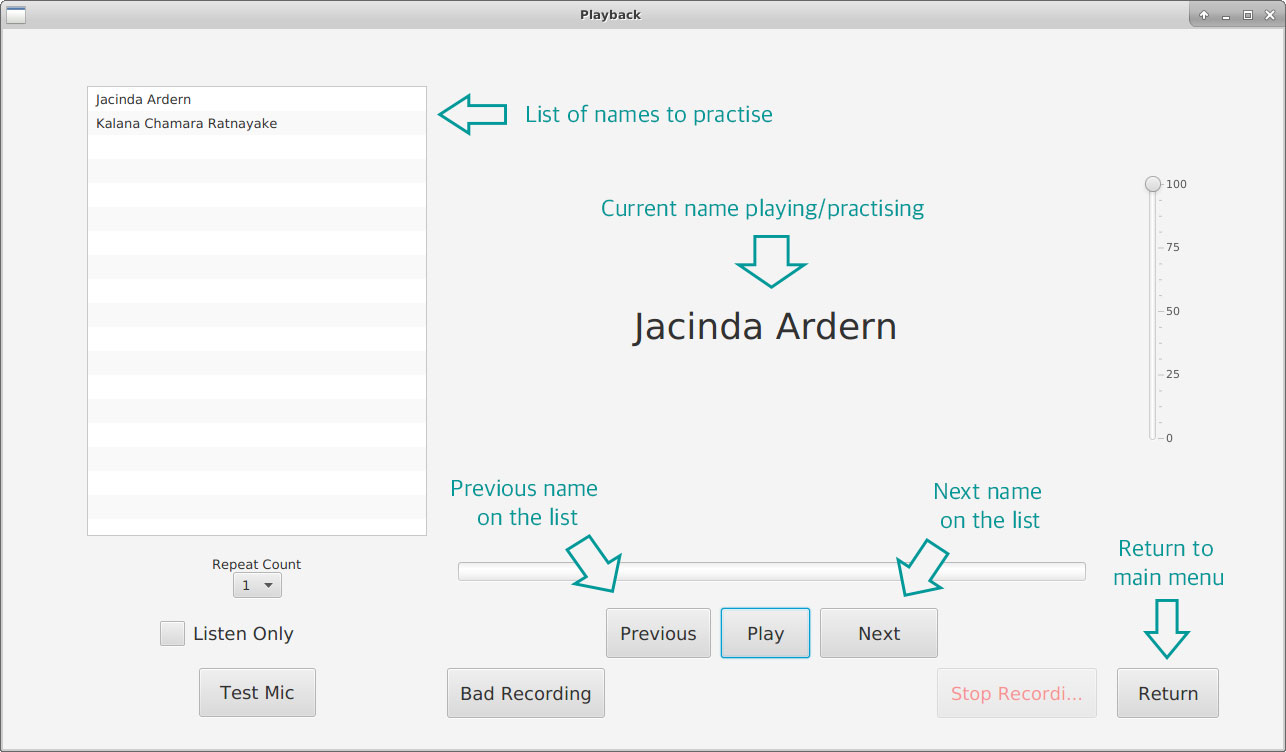 Playback
Jacinda Ardern
Kalana Chamara Ratnayake
List of names to practise
Current name playing/practising
Jacinda Ardern
100
75
50
25
0
Previous name
on the list
Next name
on the list
Return to
main menu
Repeat Count
1
Listen Only
Previous
Play
Next
Test Mic
Bad Recording
Stop Recordi...
Return